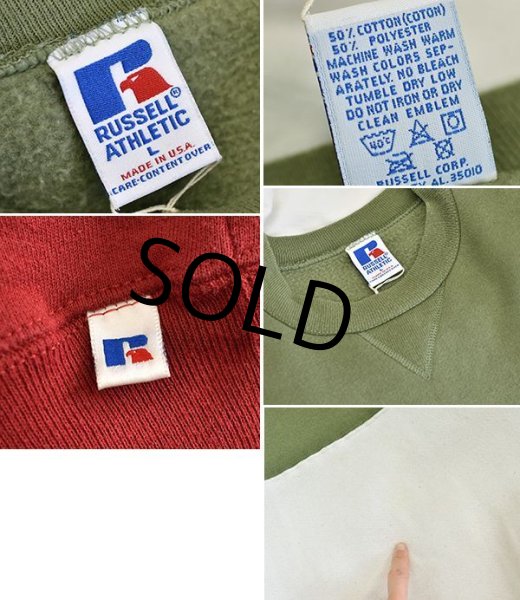 RUSSELL®
ATHLETIC
L
MADE IN U.S.A.
CARE-CONTENT OVER
50% COTTON (COTON)
50% POLYESTER
MACHINE WASH WARM
WASH COLORS SEP-
ARATELY. NO BLEACH
TUMBLE DRY LOW
DO NOT IRON OR DRY
CLEAN EMBLEM
40°C
RUSSELL CORP.
AL. 35010
RUSSELL
ATHLETIC
L
SOLD